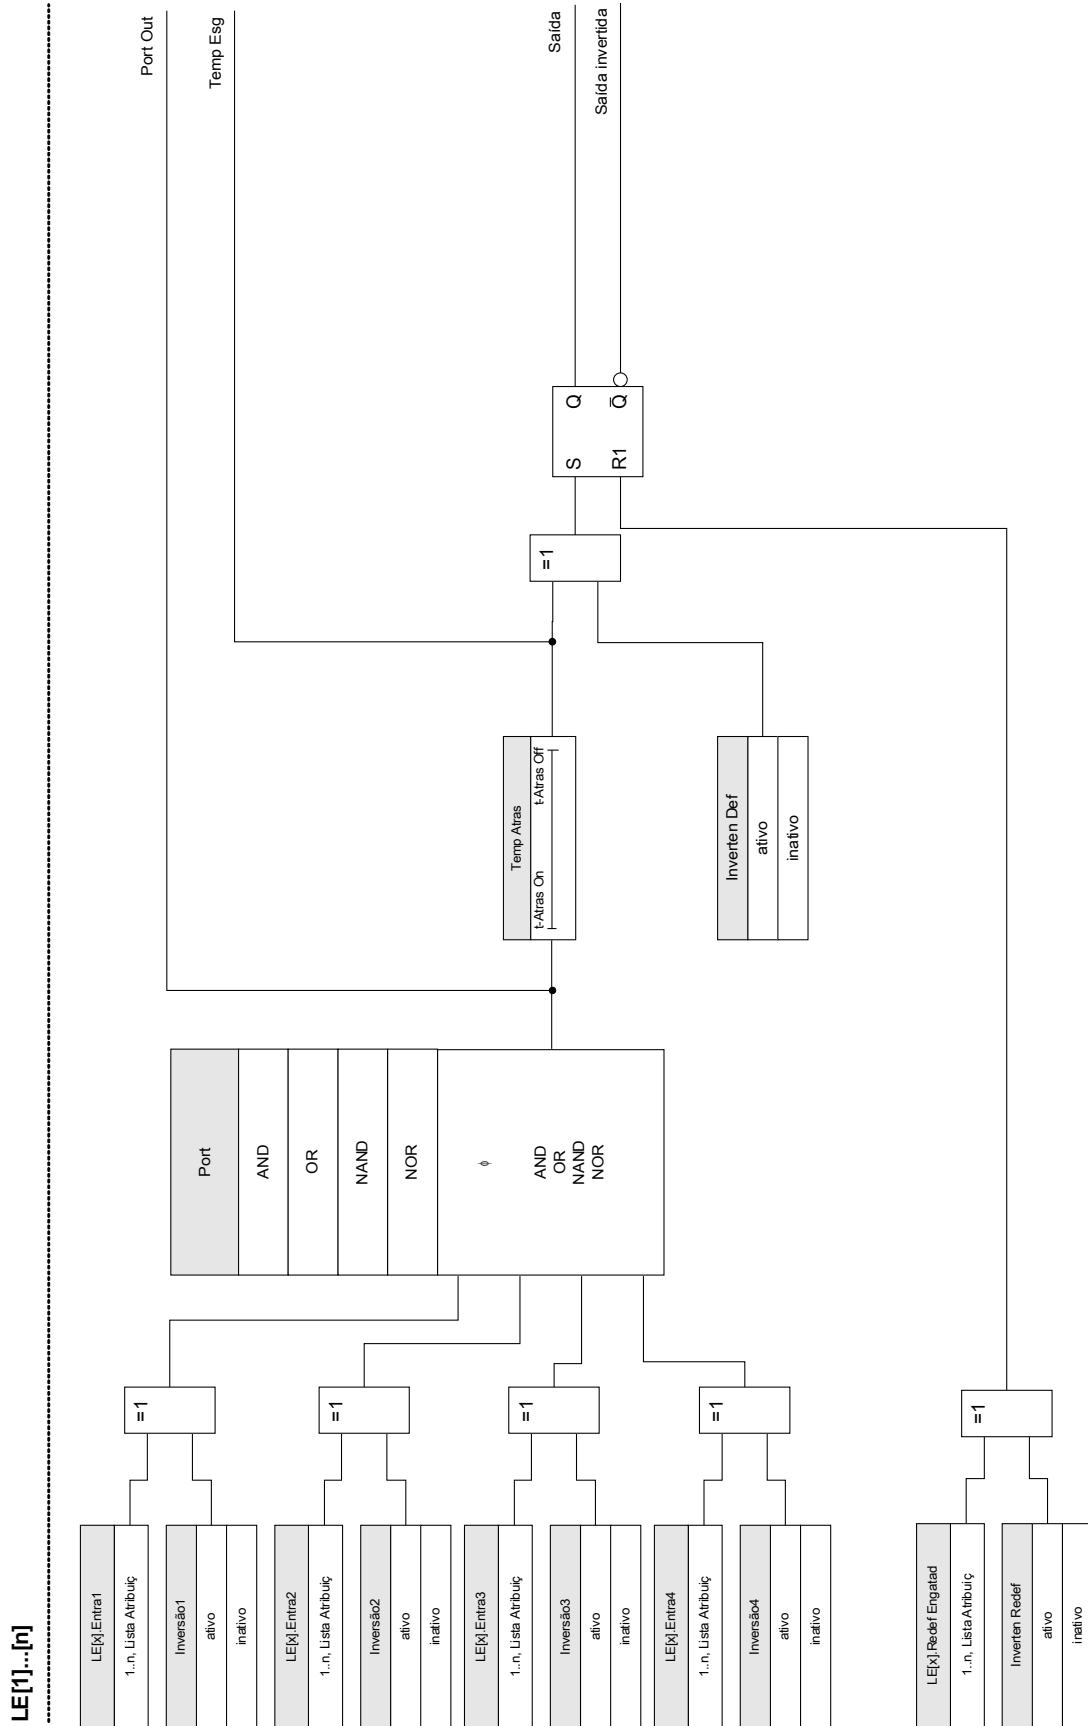 LE[1]...[n]
LE[x].Entra1
1..n, Lista Atribuiç
Inversão1
ativo
inativo
LE[x].Entra2
1..n, Lista Atribuiç
Inversão2
ativo
inativo
LE[x].Entra3
1..n, Lista Atribuiç
Inversão3
ativo
inativo
LE[x].Entra4
1..n, Lista Atribuiç
Inversão4
ativo
inativo
LE[x].Redef Engatad
1..n, Lista Atribuiç
Inverten Redef
ativo
inativo
=1
=1
=1
=1
=1
Port
AND
OR
NAND
NOR
ϕ
AND
OR
NAND
NOR
Temp Atras
t-Atras On
t-Atras Off
Inverten Def
ativo
inativo
=1
S
Q
R1
Q̅
Port Out
Temp Esg
Saída
Saída invertida